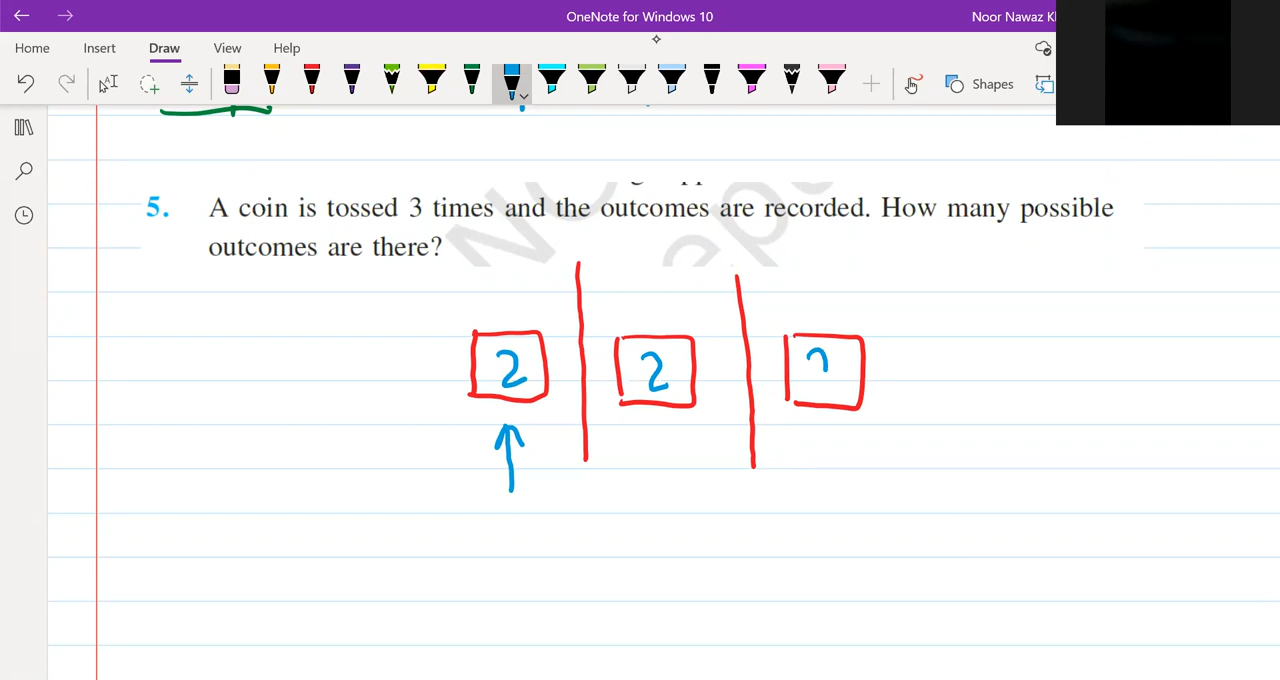 OneNote for Windows 10
Noor Nawaz
Home Insert Draw View Help
Shapes
5. A coin is tossed 3 times and the outcomes are recorded. How many possible
outcomes are there?
2 2